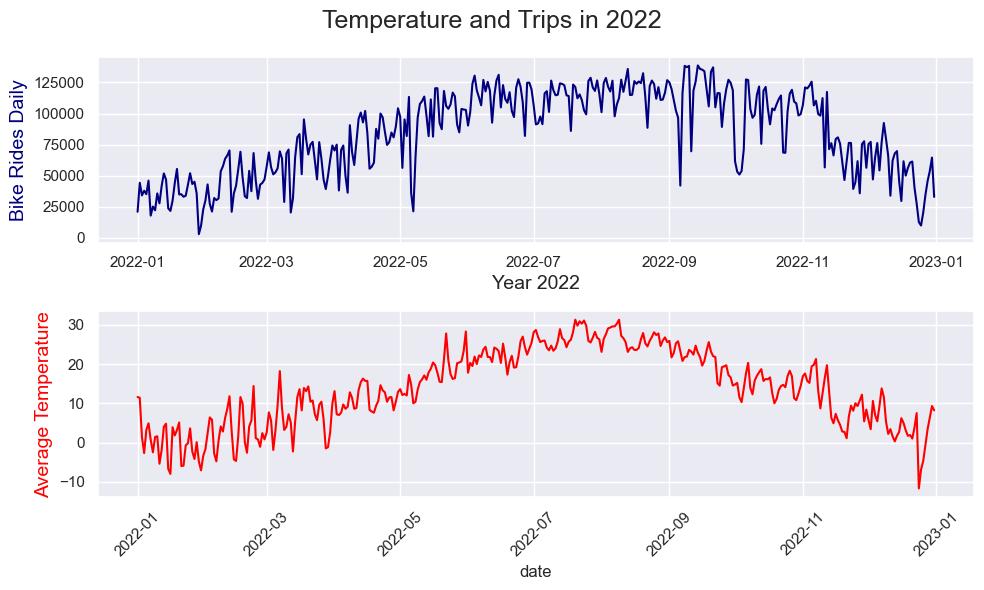 Temperature and Trips in 2022
Bike Rides Daily
125000
100000
75000
50000
25000
0
2022-01 2022-03 2022-05 2022-07 2022-09 2022-11 2023-01
Year 2022
Average Temperature
30
20
10
0
−10
2022-01 2022-03 2022-05 2022-07 2022-09 2022-11 2023-01
date